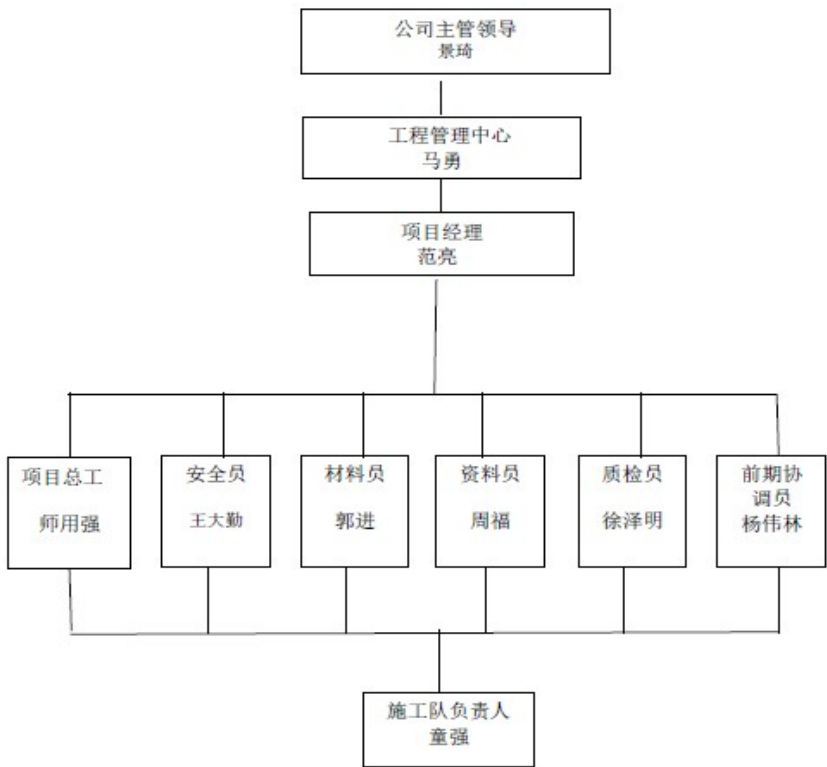 公司主管领导
景琦
工程管理中心
马勇
项目经理
范亮
项目总工
师用强
安全员
王大勤
材料员
郭进
资料员
周福
质检员
徐泽明
前期协
调员
杨伟林
施工队负责人
童强